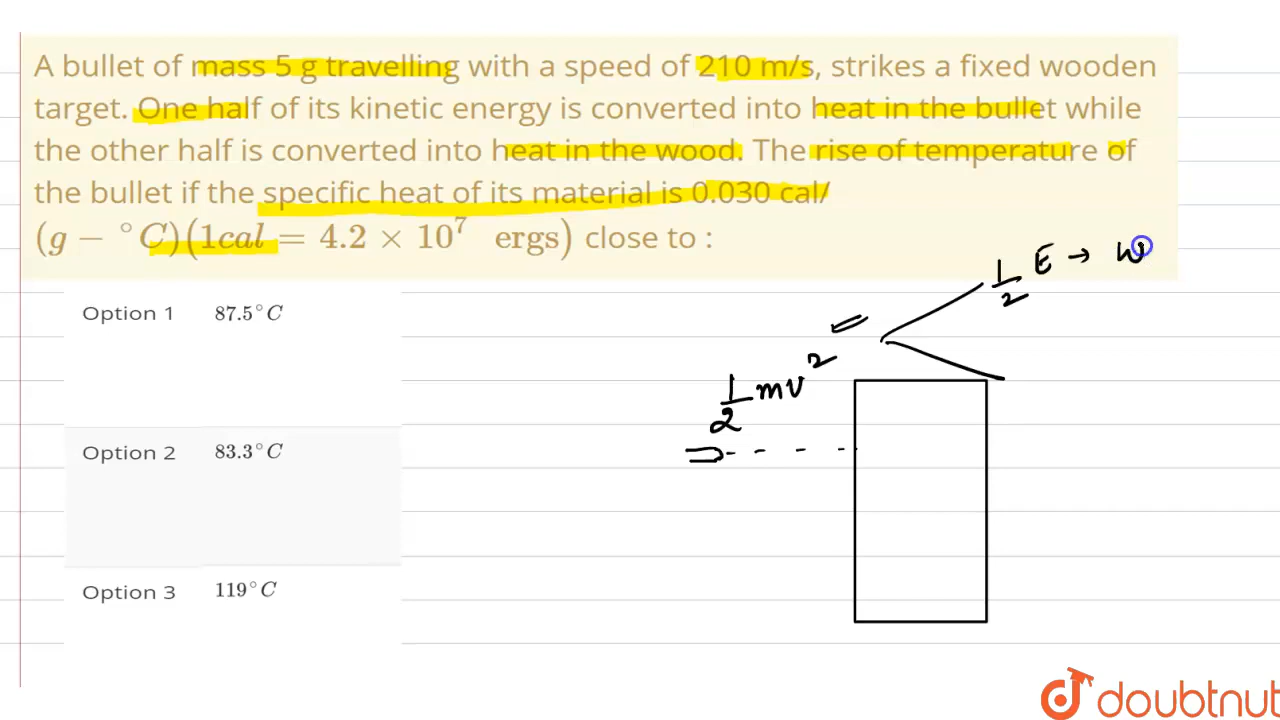 A bullet of mass 5 g travelling with a speed of 210 m/s, strikes a fixed wooden
target. One half of its kinetic energy is converted into heat in the bullet while
the other half is converted into heat in the wood. The rise of temperature of
the bullet if the specific heat of its material is 0.030 cal/
(g − °C)(1cal = 4.2 × 10⁷ ergs) close to :
1/2 E → W
Option 1 87.5°C
1/2 mv² =
Option 2 83.3°C
Option 3 119°C
doubtnut